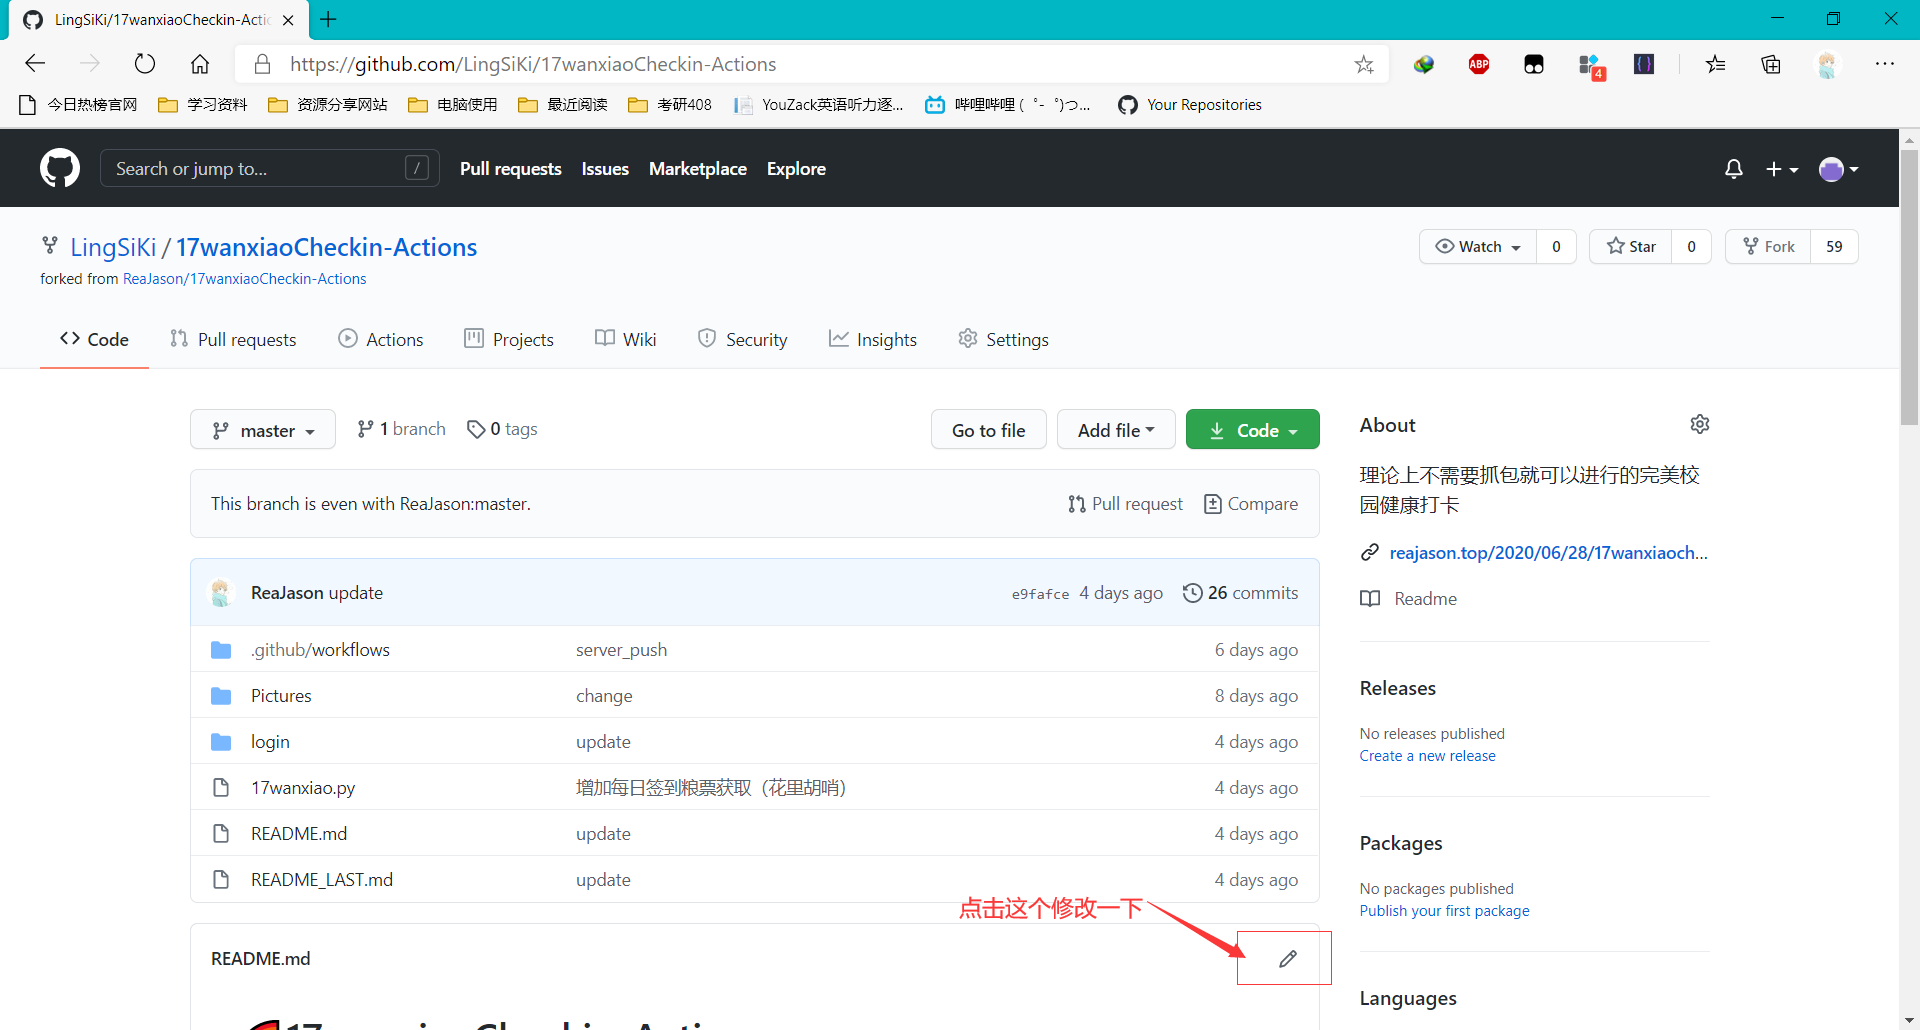 LingSiKi/17wanxiaoCheckin-Actio
https://github.com/LingSiKi/17wanxiaoCheckin-Actions
ABP
4
今日热榜官网 学习资料 资源分享网站 电脑使用 最近阅读 考研408 YouZack英语听力逐... 哔哩哔哩 ( ゜- ゜)つ... Your Repositories
Search or jump to... / Pull requests Issues Marketplace Explore
LingSiKi / 17wanxiaoCheckin-Actions
Watch 0 Star 0 Fork 59
forked from ReaJason/17wanxiaoCheckin-Actions
Code Pull requests Actions Projects Wiki Security Insights Settings
master 1 branch 0 tags Go to file Add file Code
This branch is even with ReaJason:master. Pull request Compare
ReaJason update e9fafce 4 days ago 26 commits
.github/workflows server_push 6 days ago
Pictures change 8 days ago
login update 4 days ago
17wanxiao.py 增加每日签到粮票获取（花里胡哨） 4 days ago
README.md update 4 days ago
README_LAST.md update 4 days ago
点击这个修改一下
README.md
About
理论上不需要抓包就可以进行的完美校
园健康打卡
reajason.top/2020/06/28/17wanxiaoch...
Readme
Releases
No releases published
Create a new release
Packages
No packages published
Publish your first package
Languages